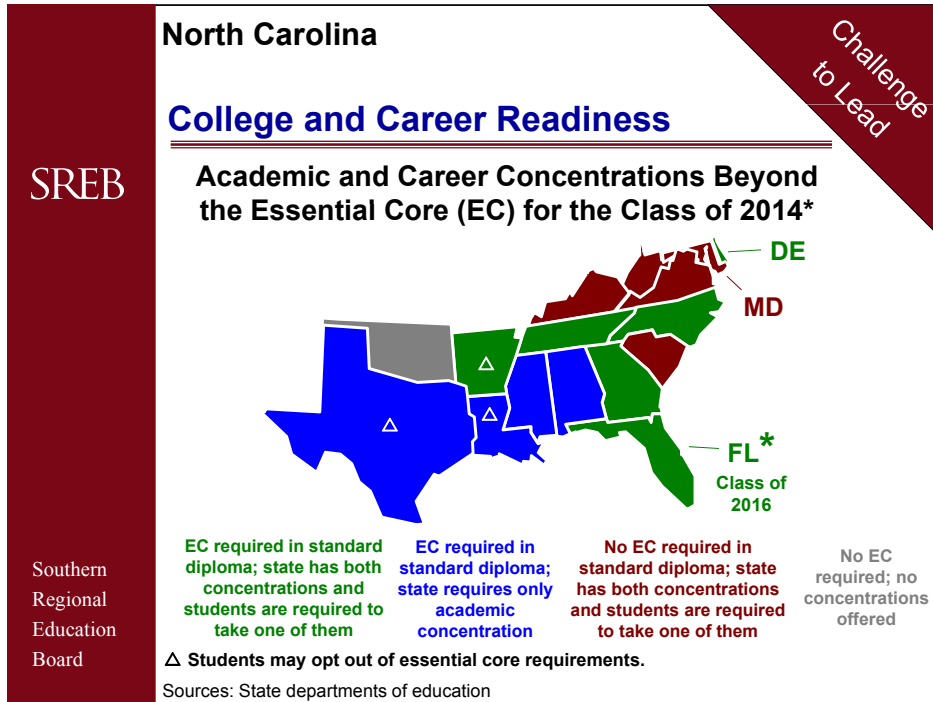 North Carolina
Challenge
to Lead
College and Career Readiness
SREB
Academic and Career Concentrations Beyond
the Essential Core (EC) for the Class of 2014*
DE
MD
FL*
Class of
2016
EC required in standard
diploma; state has both
concentrations and
students are required to
take one of them
EC required in
standard diploma;
state requires only
academic
concentration
No EC required in
standard diploma; state
has both concentrations
and students are required
to take one of them
No EC
required; no
concentrations
offered
Southern
Regional
Education
Board
△ Students may opt out of essential core requirements.
Sources: State departments of education